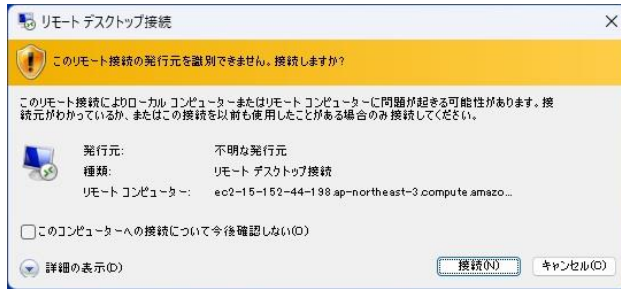 リモート デスクトップ接続
このリモート接続の発行元を識別できません。接続しますか?
このリモート接続によりローカル コンピューターまたはリモート コンピューターに問題が起きる可能性があります。接
続元がわかっているか、またはこの接続を以前も使用したことがある場合のみ接続してください。
発行元: 不明な発行元
種類: リモート デスクトップ接続
リモート コンピューター: ec2-15-152-44-198.ap-northeast-3.compute.amazo...
このコンピューターへの接続について今後確認しない(O)
詳細の表示(D) 接続(N) キャンセル(C)